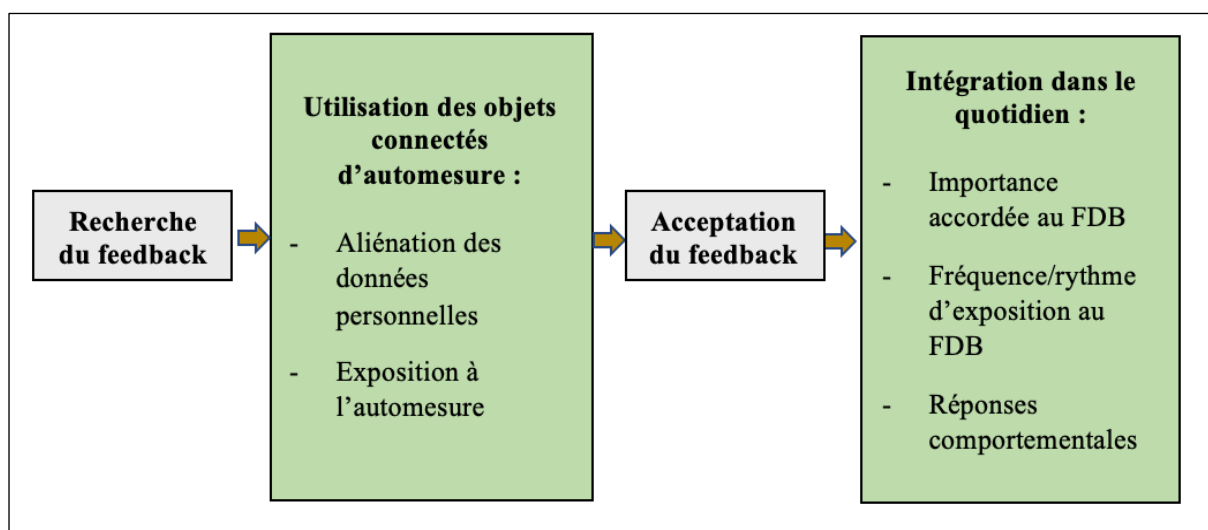 Recherche
du feedback
Utilisation des objets
connectés
d’automesure :
- Aliénation des
données
personnelles
- Exposition à
l’automesure
Acceptation
du feedback
Intégration dans le
quotidien :
- Importance
accordée au FDB
- Fréquence/rythme
d’exposition au
FDB
- Réponses
comportementales